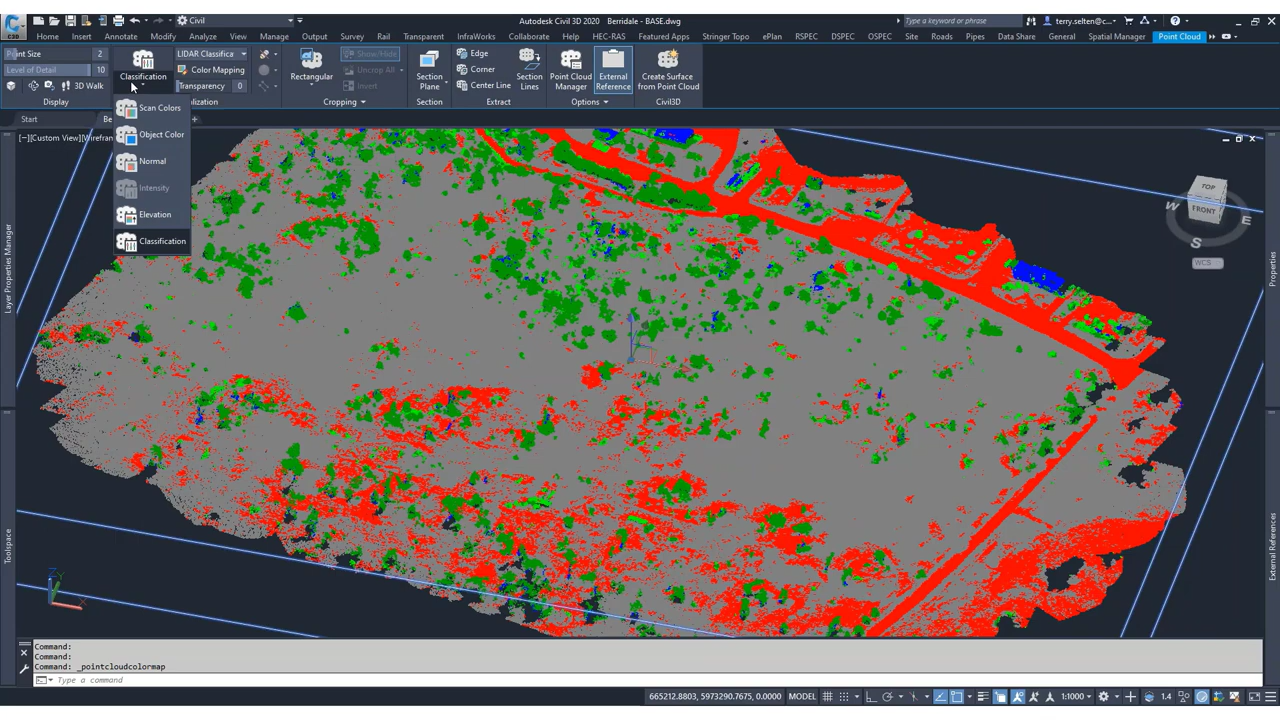 Civil
Autodesk Civil 3D 2020 Berridale - BASE.dwg
Type a keyword or phrase
terry.selten@c...
C3D
Home Insert Annotate Modify Analyze View Manage Output Survey Rail Transparent InfraWorks Collaborate HEC-RAS Featured Apps Stringer Topo ePlan RSPEC DSPEC OSPEC Site Roads Pipes Data Share General Spatial Manager Point Cloud
Point Size 2
Level of Detail 10
3D Walk
Display
Classification
LIDAR Classifica
Color Mapping
Transparency 0
alization
Rectangular
Show/Hide
Uncrop All
Invert
Cropping
Section
Plane
Section
Edge
Corner
Center Line
Section
Lines
Extract
Point Cloud
Manager
External
Reference
Options
Create Surface
from Point Cloud
Civil3D
Scan Colors
Object Color
Normal
Intensity
Elevation
Classification
Start Be
[−][Custom View][Wirefram
TOP
FRONT
W
S
E
WCS
Layer Properties Manager
Toolspace
Properties
External References
Z
Y
X
Command:
Command:
Command: _pointcloudcolormap
Type a command
665212.8803, 5973290.7675, 0.0000 MODEL 1:1000 1.4